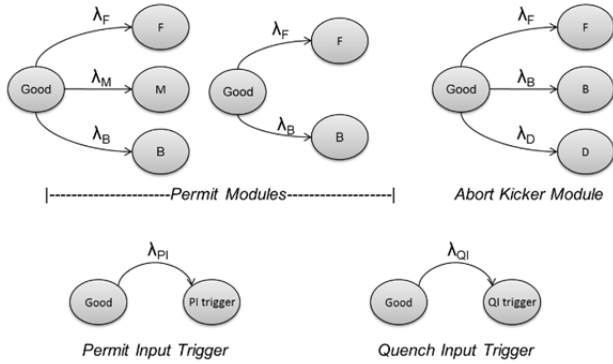 λF
F
λM
Good
M
λB
B
λF
F
Good
λB
B
λF
F
λB
Good
B
λD
D
|-----------------------Permit Modules-----------------------|
Abort Kicker Module
λPI
Good
PI trigger
Permit Input Trigger
λQI
Good
QI trigger
Quench Input Trigger